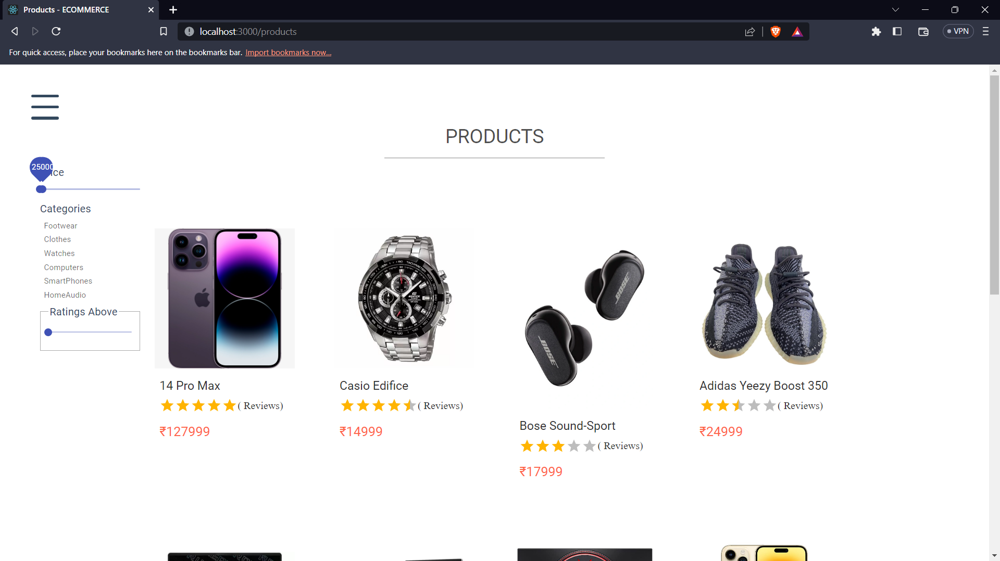 Products - ECOMMERCE
localhost:3000/products
VPN
For quick access, place your bookmarks here on the bookmarks bar. Import bookmarks now...
PRODUCTS
25000
ice
Categories
Footwear
Clothes
Watches
Computers
SmartPhones
HomeAudio
Ratings Above
TACHYMETER
EDIFICE
BOSE
BOSE
14 Pro Max
( Reviews)
₹127999
Casio Edifice
( Reviews)
₹14999
Bose Sound-Sport
( Reviews)
₹17999
Adidas Yeezy Boost 350
( Reviews)
₹24999